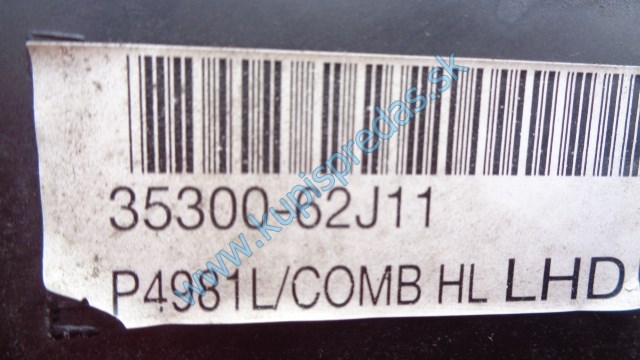 35300-62J11
P4981L/COMB HL LHD
www.kupispredas.sk